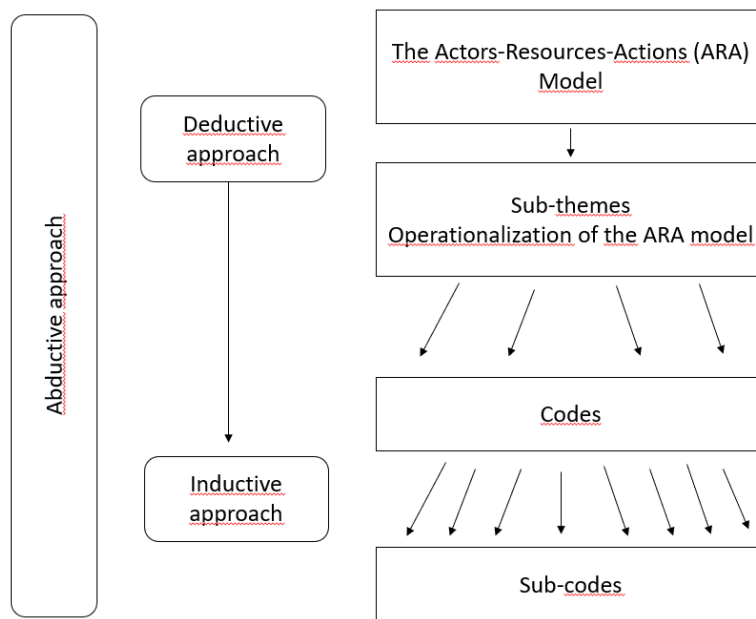 Abductive approach
Deductive
approach
Inductive
approach
The Actors-Resources-Actions (ARA)
Model
Sub-themes
Operationalization of the ARA model
Codes
Sub-codes